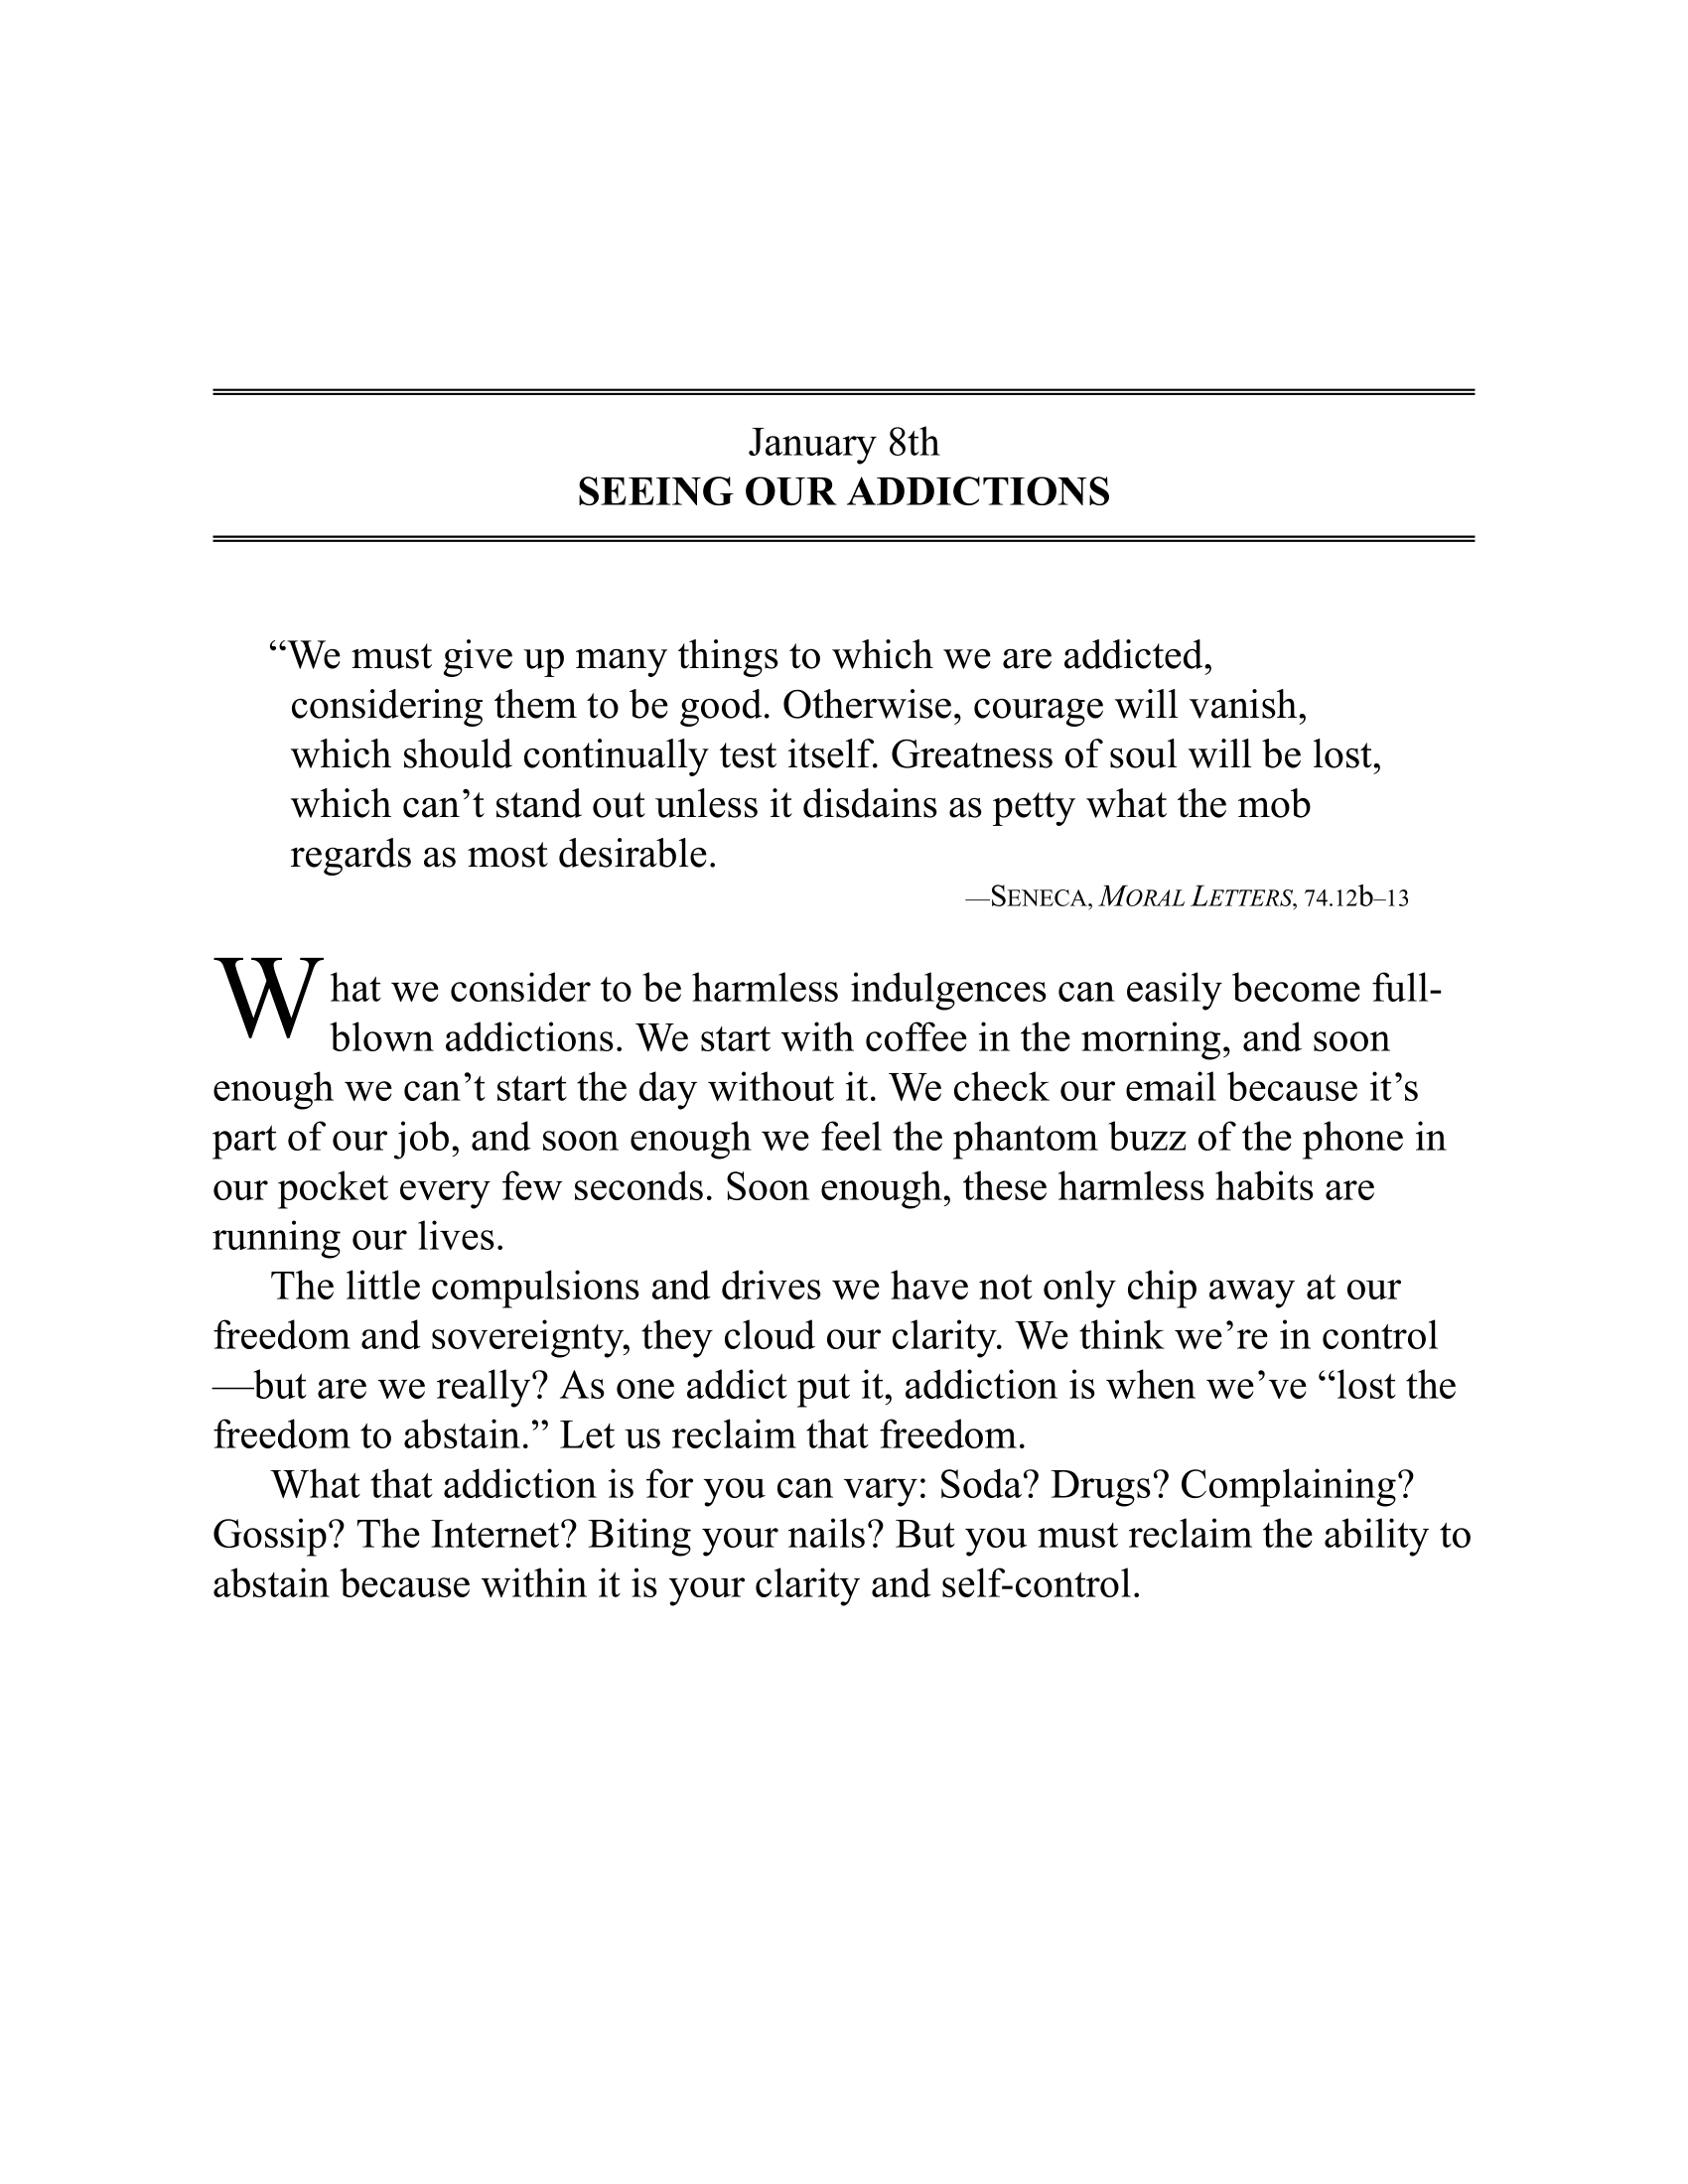 January 8th
SEEING OUR ADDICTIONS
“We must give up many things to which we are addicted,
considering them to be good. Otherwise, courage will vanish,
which should continually test itself. Greatness of soul will be lost,
which can’t stand out unless it disdains as petty what the mob
regards as most desirable.
—SENECA, MORAL LETTERS, 74.12b–13
What we consider to be harmless indulgences can easily become full-
blown addictions. We start with coffee in the morning, and soon
enough we can’t start the day without it. We check our email because it’s
part of our job, and soon enough we feel the phantom buzz of the phone in
our pocket every few seconds. Soon enough, these harmless habits are
running our lives.
The little compulsions and drives we have not only chip away at our
freedom and sovereignty, they cloud our clarity. We think we’re in control
—but are we really? As one addict put it, addiction is when we’ve “lost the
freedom to abstain.” Let us reclaim that freedom.
What that addiction is for you can vary: Soda? Drugs? Complaining?
Gossip? The Internet? Biting your nails? But you must reclaim the ability to
abstain because within it is your clarity and self-control.